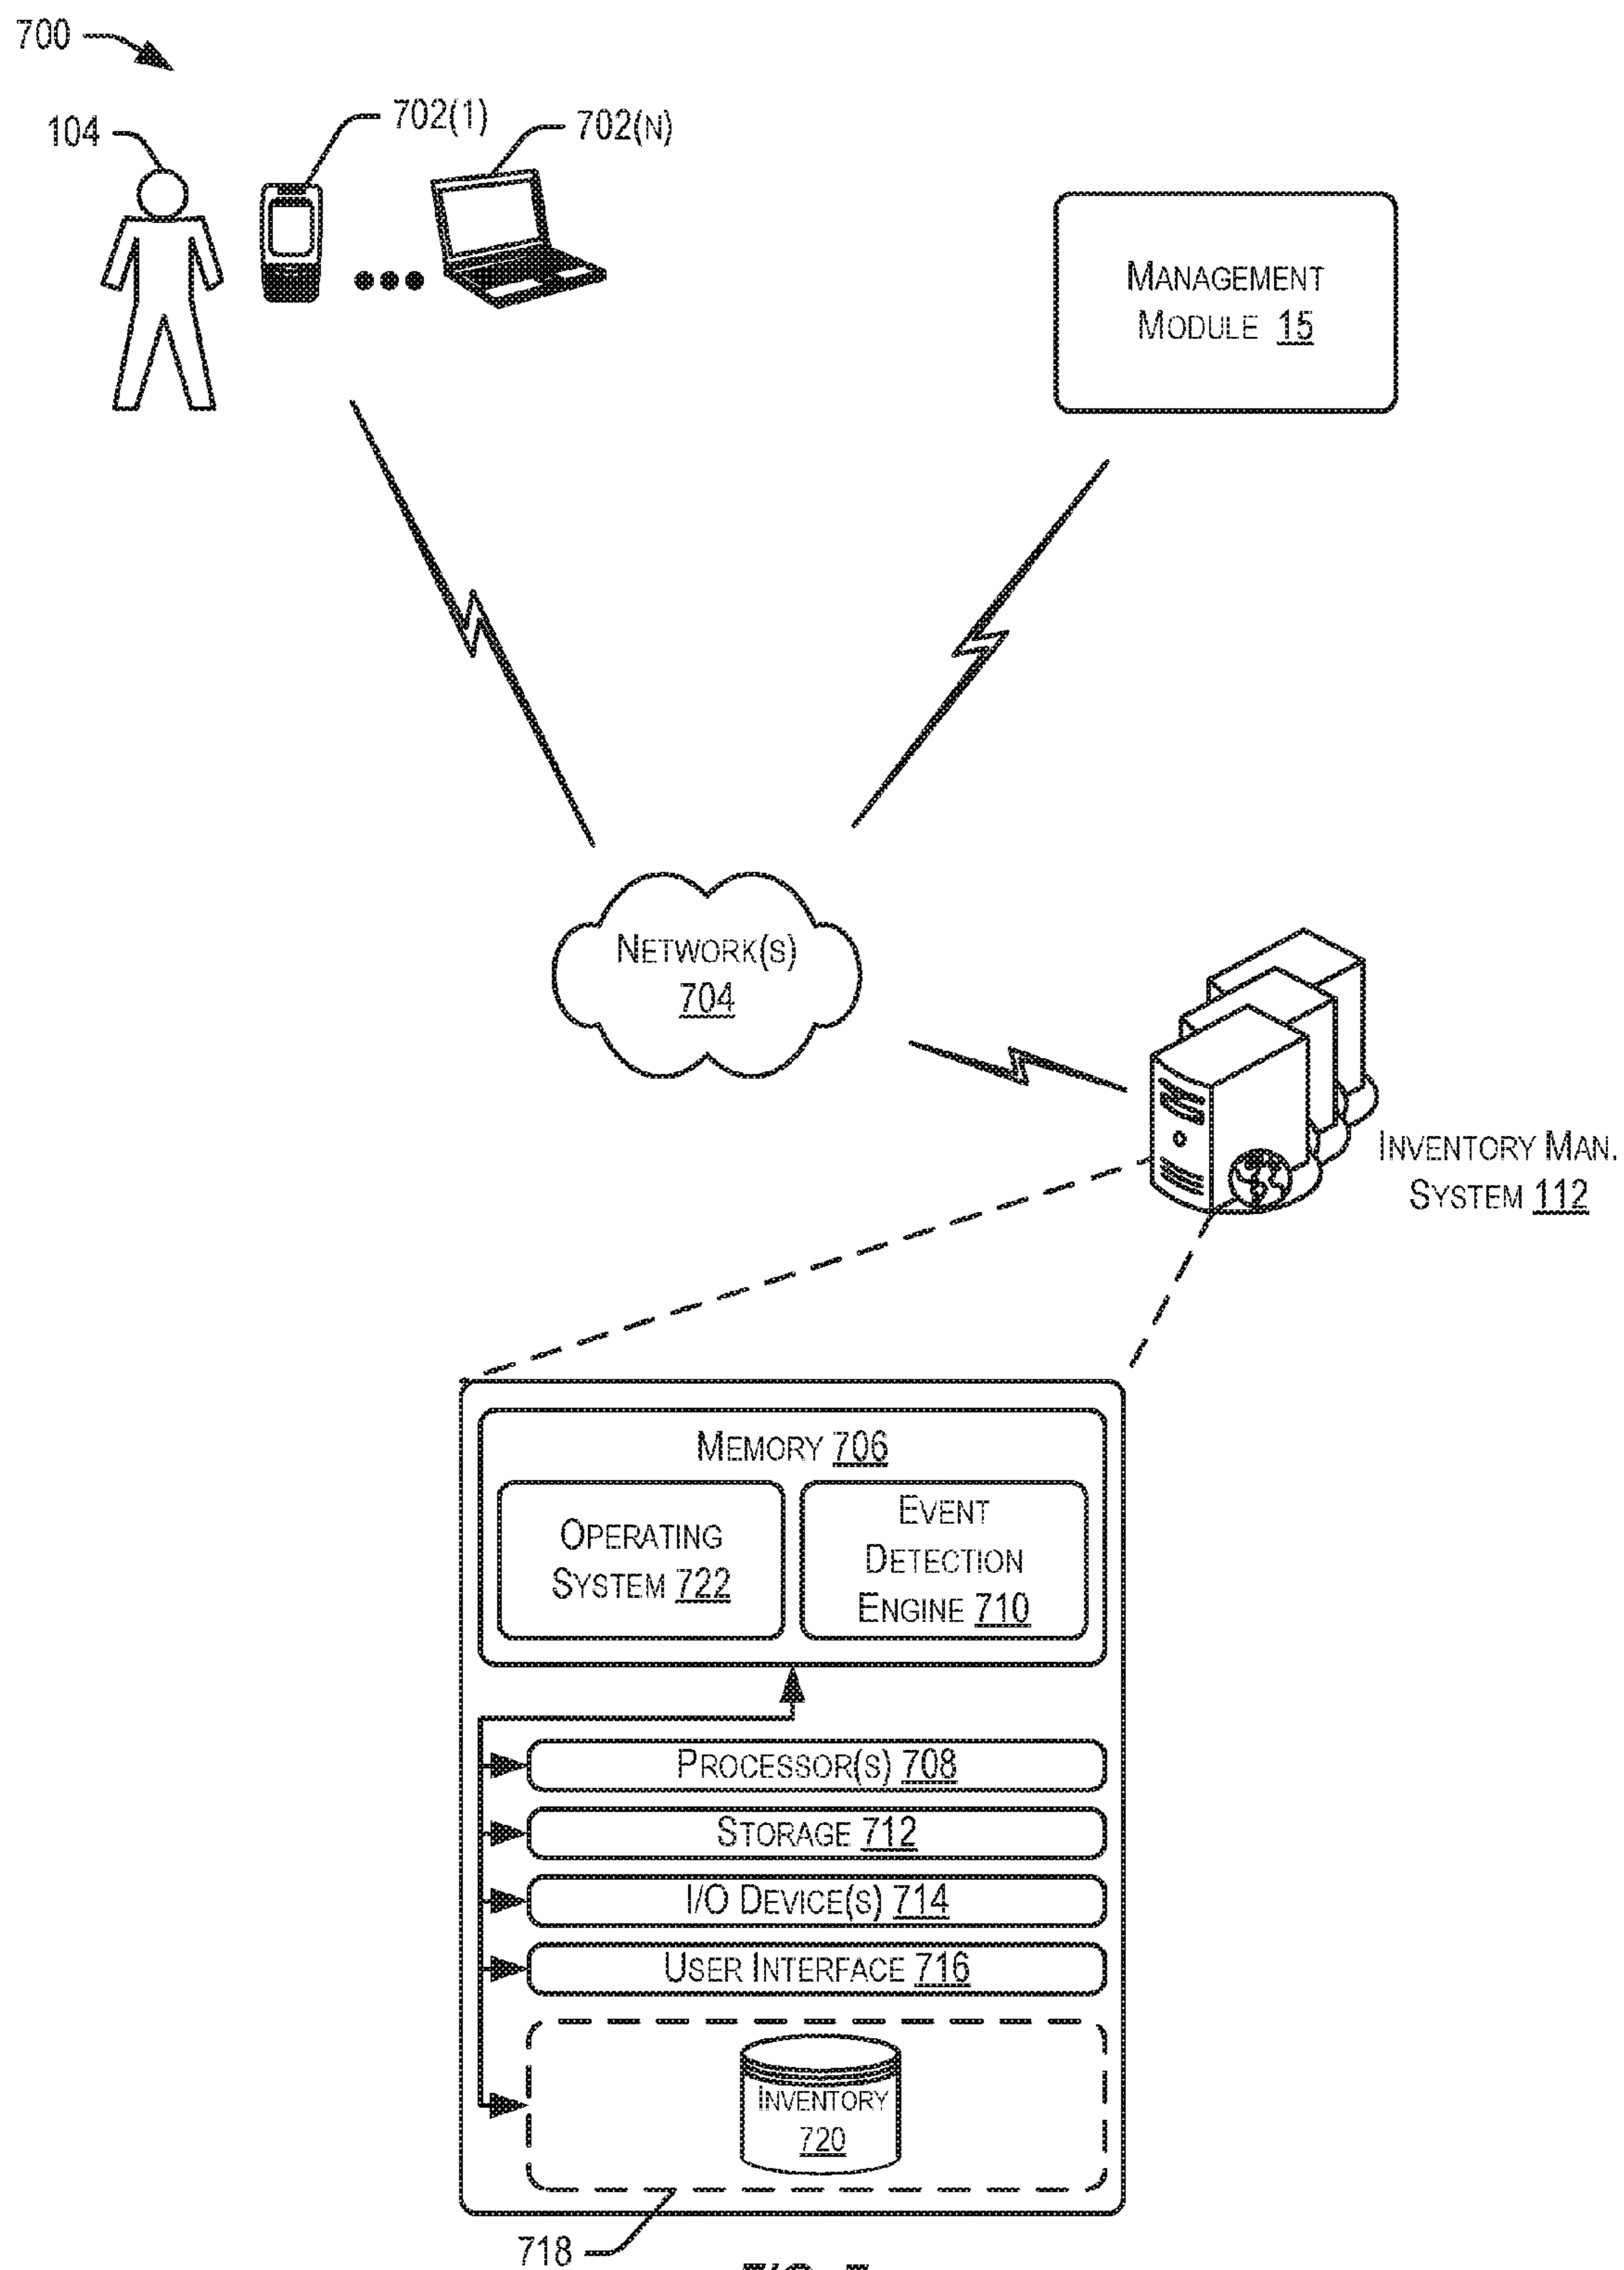 700
104
702(1)
702(N)
MANAGEMENT
MODULE 15
NETWORK(S)
704
INVENTORY MAN.
SYSTEM 112
MEMORY 706
OPERATING
SYSTEM 722
EVENT
DETECTION
ENGINE 710
PROCESSOR(S) 708
STORAGE 712
I/O DEVICE(S) 714
USER INTERFACE 716
INVENTORY
720
718